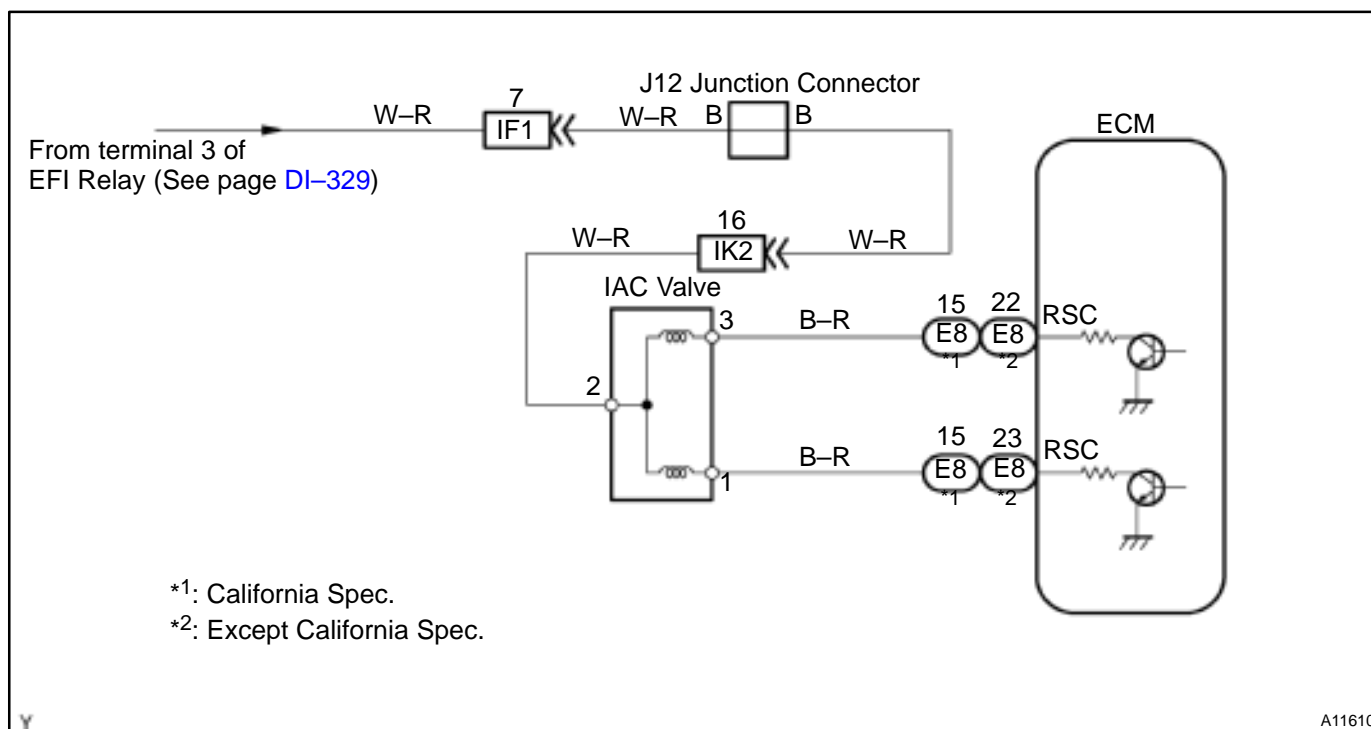 J12 Junction Connector
7
W–R
IF1
W–R
B
B
ECM
From terminal 3 of
EFI Relay (See page DI–329)
16
W–R
IK2
W–R
IAC Valve
3
B–R
15
22
RSC
E8
E8
*1
*2
2
15
23
RSC
B–R
E8
E8
1
*1
*2
*1: California Spec.
*2: Except California Spec.
Y
A11610